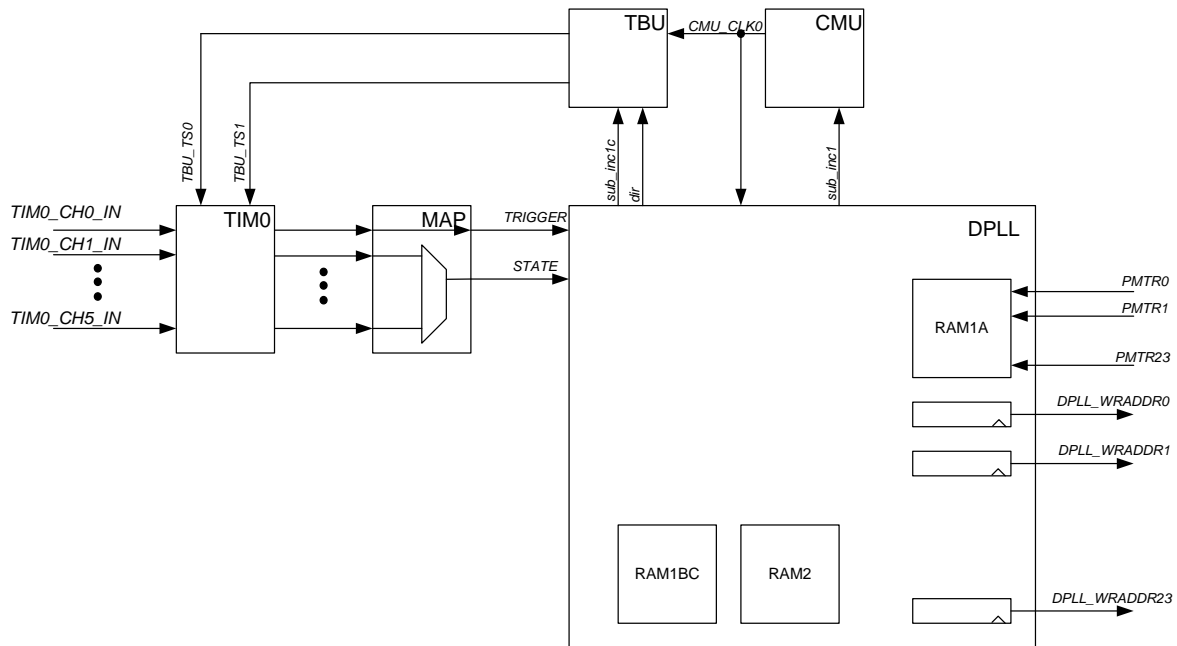 TBU
CMU_CLK0
CMU
TBU_TS0
TBU_TS1
sub_inc1c
dir
sub_inc1
TIM0_CH0_IN
TIM0_CH1_IN
TIM0_CH5_IN
TIM0
MAP
TRIGGER
STATE
DPLL
RAM1A
PMTR0
PMTR1
PMTR23
DPLL_WRADDR0
DPLL_WRADDR1
RAM1BC
RAM2
DPLL_WRADDR23